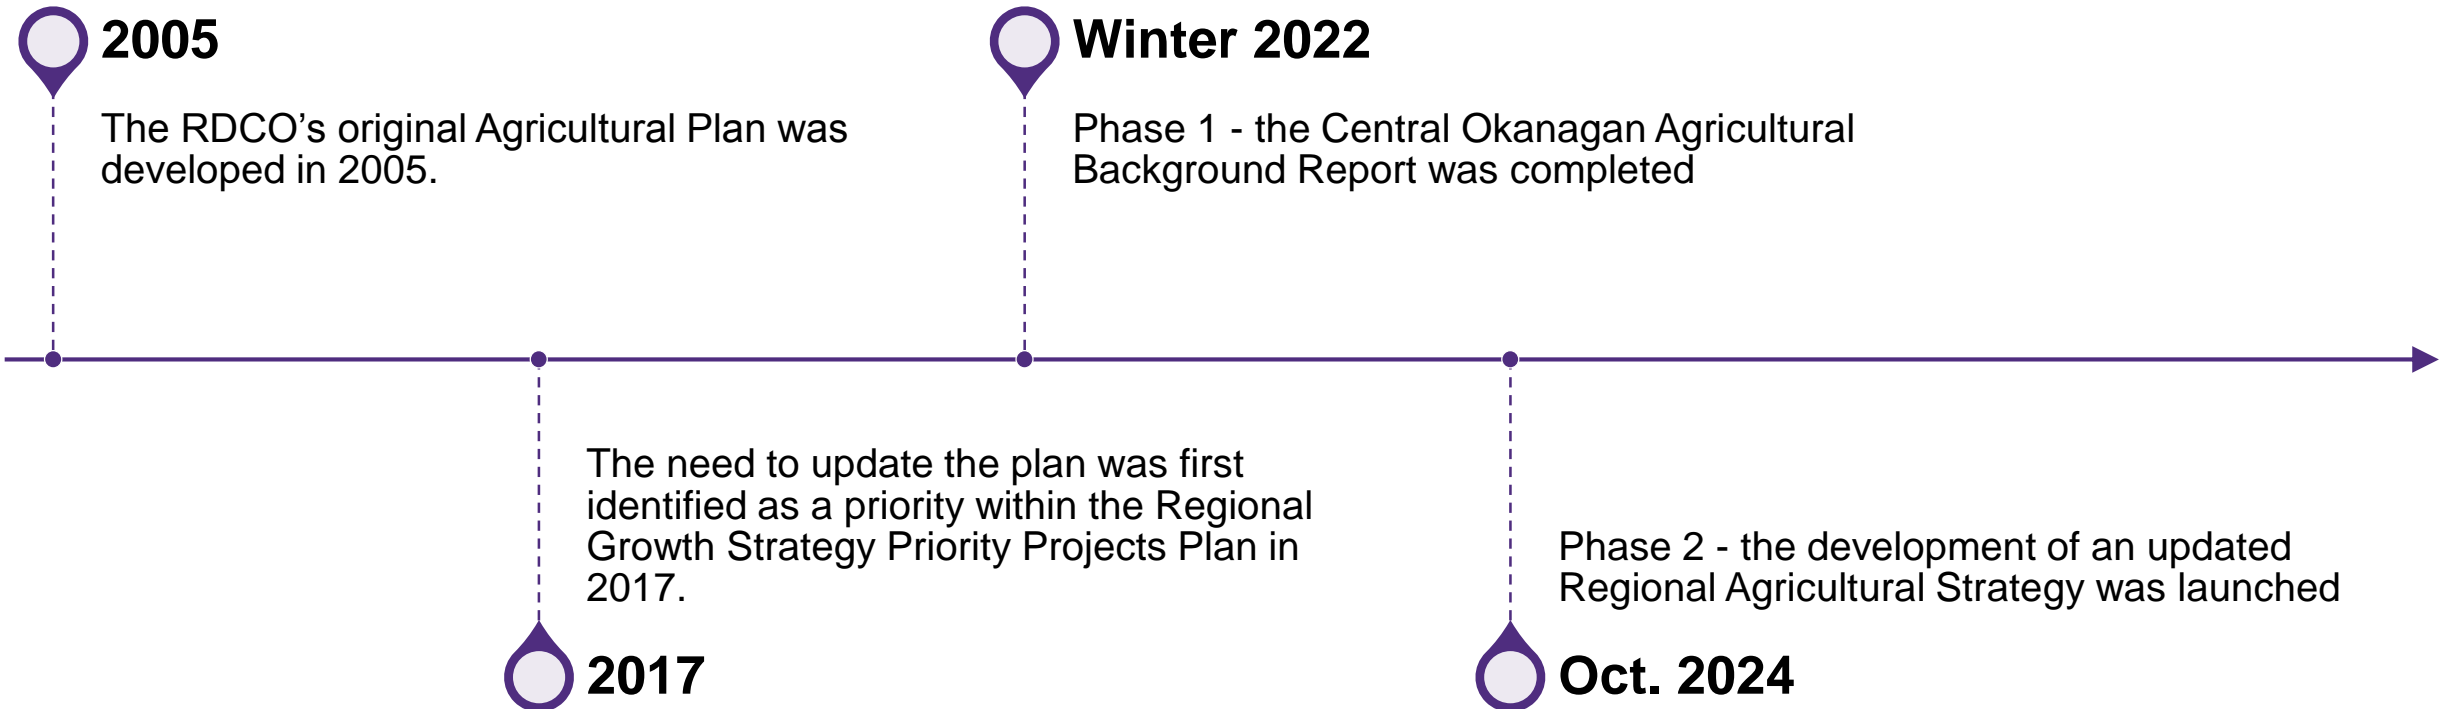 2005
The RDCO’s original Agricultural Plan was
developed in 2005.
Winter 2022
Phase 1 - the Central Okanagan Agricultural
Background Report was completed
The need to update the plan was first
identified as a priority within the Regional
Growth Strategy Priority Projects Plan in
2017.
2017
Phase 2 - the development of an updated
Regional Agricultural Strategy was launched
Oct. 2024